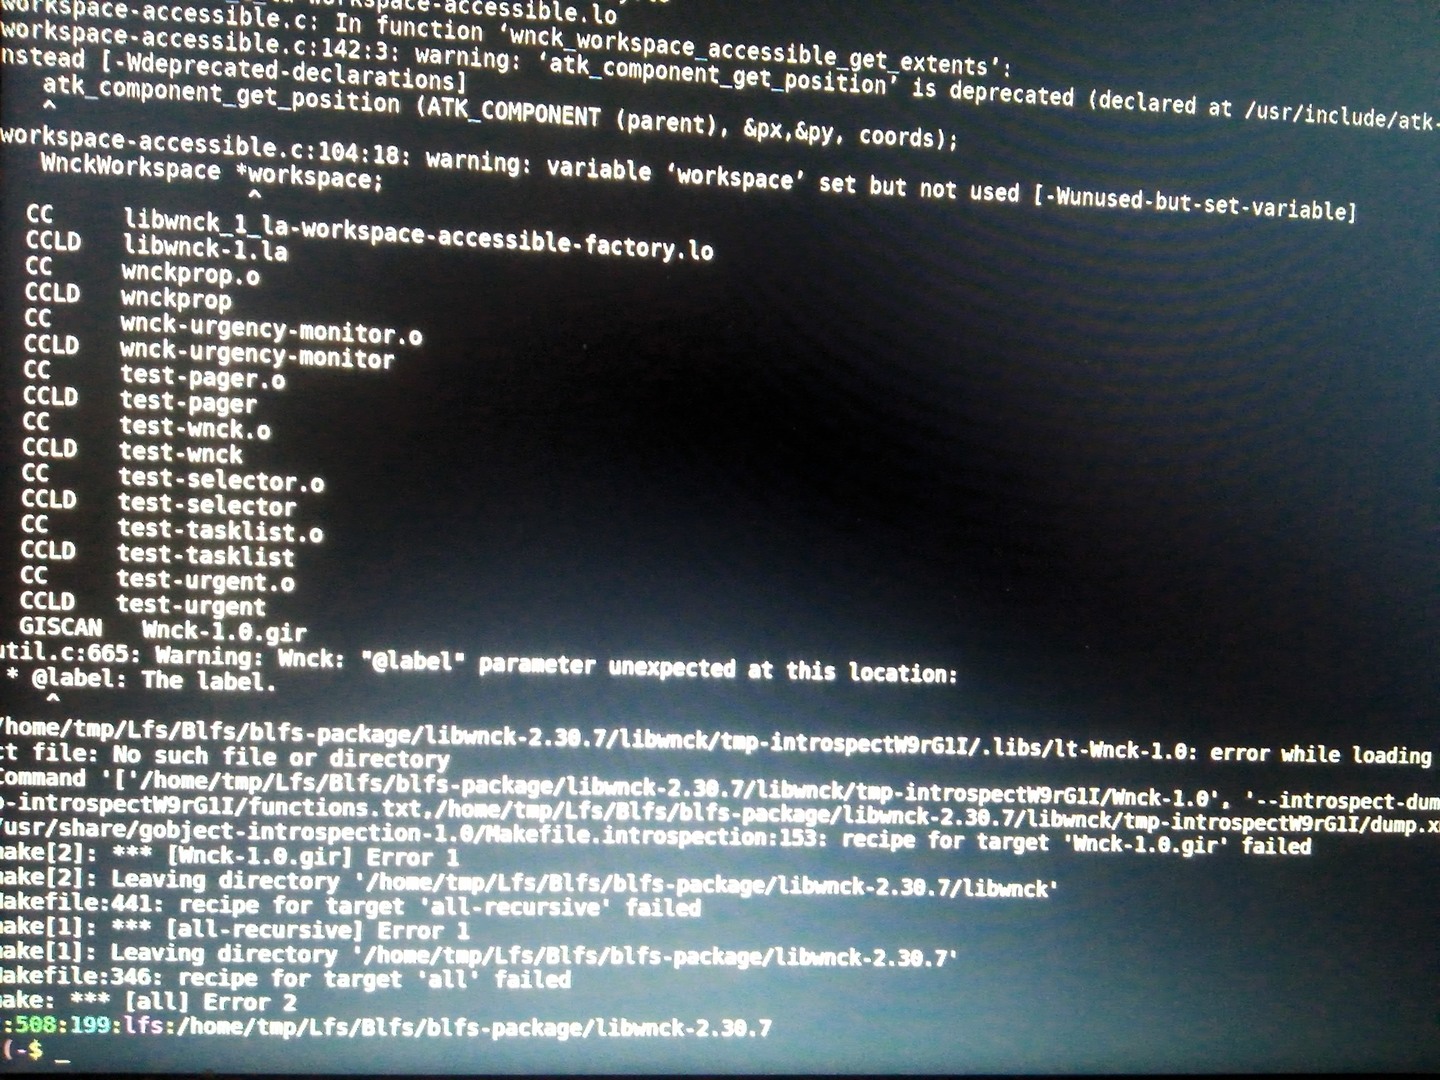 workspace-accessible.lo
workspace-accessible.c: In function ‘wnck_workspace_accessible_get_extents’:
workspace-accessible.c:142:3: warning: ‘atk_component_get_position’ is deprecated (declared at /usr/include/atk-
nstead [-Wdeprecated-declarations]
atk_component_get_position (ATK_COMPONENT (parent), &px,&py, coords);
^
workspace-accessible.c:104:18: warning: variable ‘workspace’ set but not used [-Wunused-but-set-variable]
WnckWorkspace *workspace;
^
CC libwnck_1_la-workspace-accessible-factory.lo
CCLD libwnck-1.la
CC wnckprop.o
CCLD wnckprop
CC wnck-urgency-monitor.o
CCLD wnck-urgency-monitor
CC test-pager.o
CCLD test-pager
CC test-wnck.o
CCLD test-wnck
CC test-selector.o
CCLD test-selector
CC test-tasklist.o
CCLD test-tasklist
CC test-urgent.o
CCLD test-urgent
GISCAN Wnck-1.0.gir
util.c:665: Warning: Wnck: "@label" parameter unexpected at this location:
* @label: The label.
^
/home/tmp/Lfs/Blfs/blfs-package/libwnck-2.30.7/libwnck/tmp-introspectW9rG1I/.libs/lt-Wnck-1.0: error while loading
ct file: No such file or directory
Command '['/home/tmp/Lfs/Blfs/blfs-package/libwnck-2.30.7/libwnck/tmp-introspectW9rG1I/Wnck-1.0', '--introspect-dum
p-introspectW9rG1I/functions.txt,/home/tmp/Lfs/Blfs/blfs-package/libwnck-2.30.7/libwnck/tmp-introspectW9rG1I/dump.x
/usr/share/gobject-introspection-1.0/Makefile.introspection:153: recipe for target 'Wnck-1.0.gir' failed
make[2]: *** [Wnck-1.0.gir] Error 1
make[2]: Leaving directory '/home/tmp/Lfs/Blfs/blfs-package/libwnck-2.30.7/libwnck'
Makefile:441: recipe for target 'all-recursive' failed
make[1]: *** [all-recursive] Error 1
make[1]: Leaving directory '/home/tmp/Lfs/Blfs/blfs-package/libwnck-2.30.7'
Makefile:346: recipe for target 'all' failed
make: *** [all] Error 2
:508:199:lfs:/home/tmp/Lfs/Blfs/blfs-package/libwnck-2.30.7
(-$ _